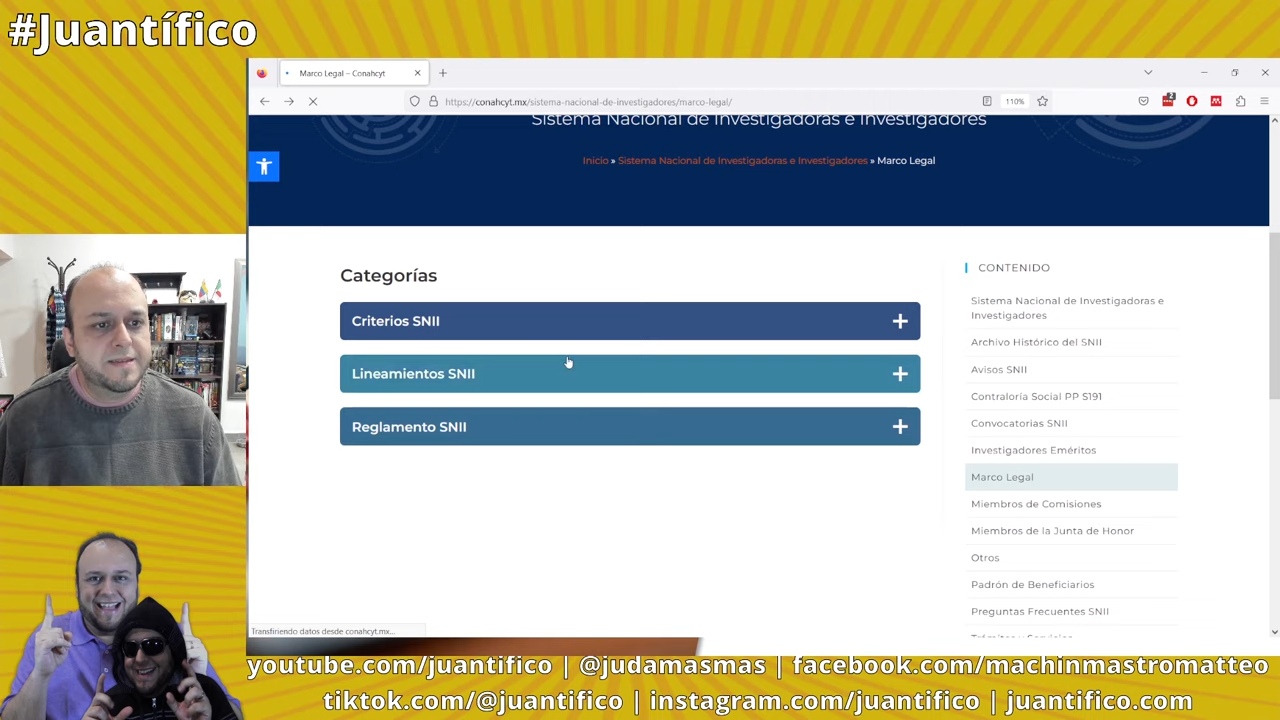 #Juantífico
Marco Legal – Conahcyt
https://conahcyt.mx/sistema-nacional-de-investigadores/marco-legal/
110%
2
Sistema Nacional de Investigadoras e Investigadores
Inicio » Sistema Nacional de Investigadoras e Investigadores » Marco Legal
Categorías
Criterios SNII
Lineamientos SNII
Reglamento SNII
CONTENIDO
Sistema Nacional de Investigadoras e
Investigadores
Archivo Histórico del SNII
Avisos SNII
Contraloría Social PP S191
Convocatorias SNII
Investigadores Eméritos
Marco Legal
Miembros de Comisiones
Miembros de la Junta de Honor
Otros
Padrón de Beneficiarios
Preguntas Frecuentes SNII
Trámites y Servicios
Transfiriendo datos desde conahcyt.mx...
youtube.com/juantifico | @judamasmas | facebook.com/machinmastromatteo
tiktok.com/@juantifico | instagram.com/juantifico | juantifico.com